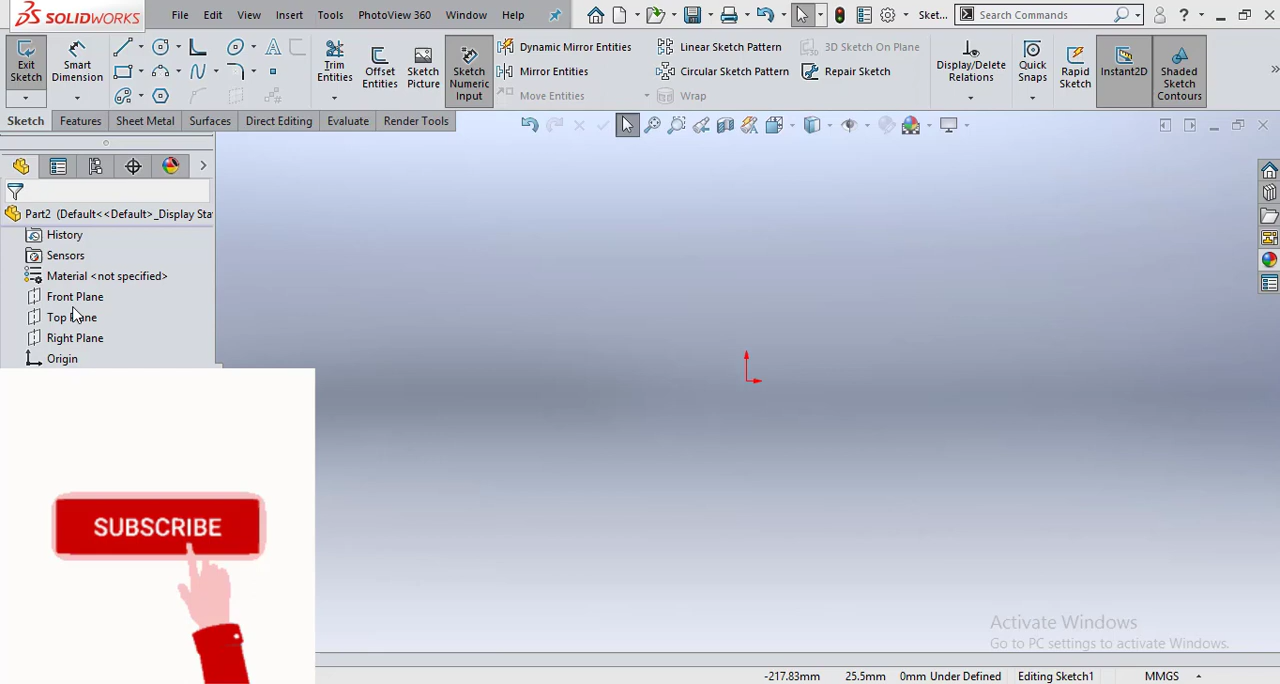 SOLIDWORKS File Edit View Insert Tools PhotoView 360 Window Help Sket... Search Commands ?
Exit Sketch
Smart Dimension
Trim Entities
Offset Entities
Sketch Picture
Sketch Numeric Input
Dynamic Mirror Entities
Mirror Entities
Move Entities
Linear Sketch Pattern
Circular Sketch Pattern
Wrap
3D Sketch On Plane
Repair Sketch
Display/Delete Relations
Quick Snaps
Rapid Sketch
Instant2D
Shaded Sketch Contours
Sketch Features Sheet Metal Surfaces Direct Editing Evaluate Render Tools
Part2 (Default<<Default>_Display Sta
History
Sensors
Material <not specified>
Front Plane
Top Plane
Right Plane
Origin
SUBSCRIBE
Activate Windows
Go to PC settings to activate Windows.
-217.83mm 25.5mm 0mm Under Defined Editing Sketch1 MMGS